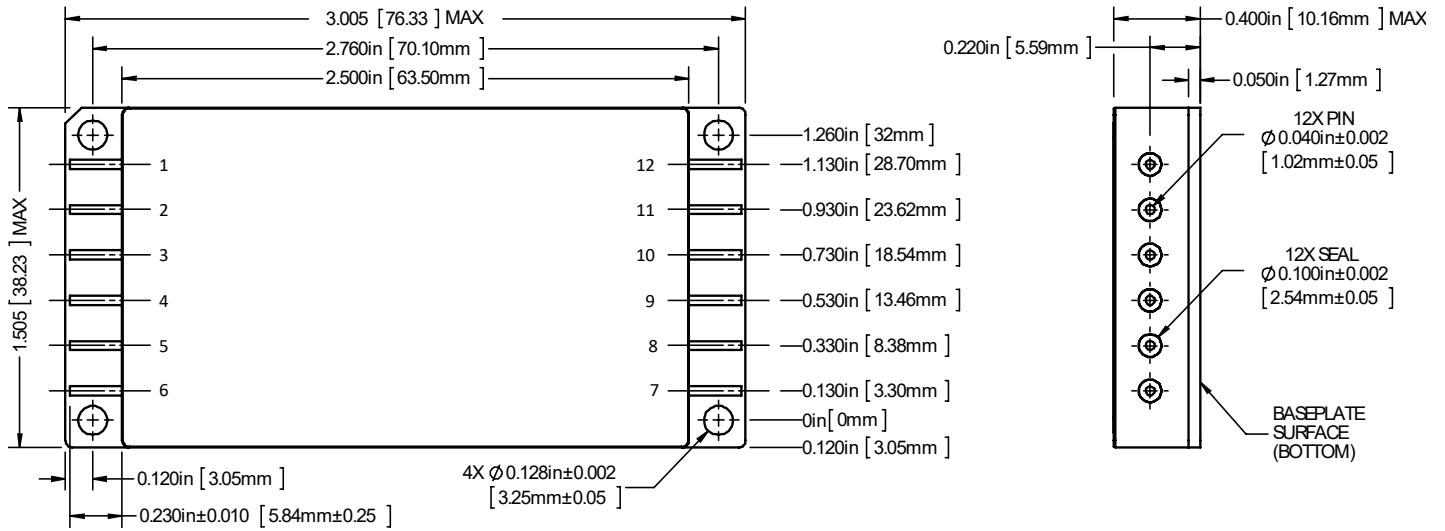 3.005 [76.33] MAX
2.760in [70.10mm]
2.500in [63.50mm]
1.505 [38.23] MAX
1
2
3
4
5
6
12
11
10
9
8
7
1.260in [32mm]
1.130in [28.70mm]
0.930in [23.62mm]
0.730in [18.54mm]
0.530in [13.46mm]
0.330in [8.38mm]
0.130in [3.30mm]
0in[0mm]
0.120in [3.05mm]
0.120in [3.05mm]
0.230in±0.010 [5.84mm±0.25]
4X Ø0.128in±0.002
[3.25mm±0.05]
0.400in [10.16mm] MAX
0.220in [5.59mm]
0.050in [1.27mm]
12X PIN
Ø0.040in±0.002
[1.02mm±0.05]
12X SEAL
Ø0.100in±0.002
[2.54mm±0.05]
BASEPLATE
SURFACE
(BOTTOM)